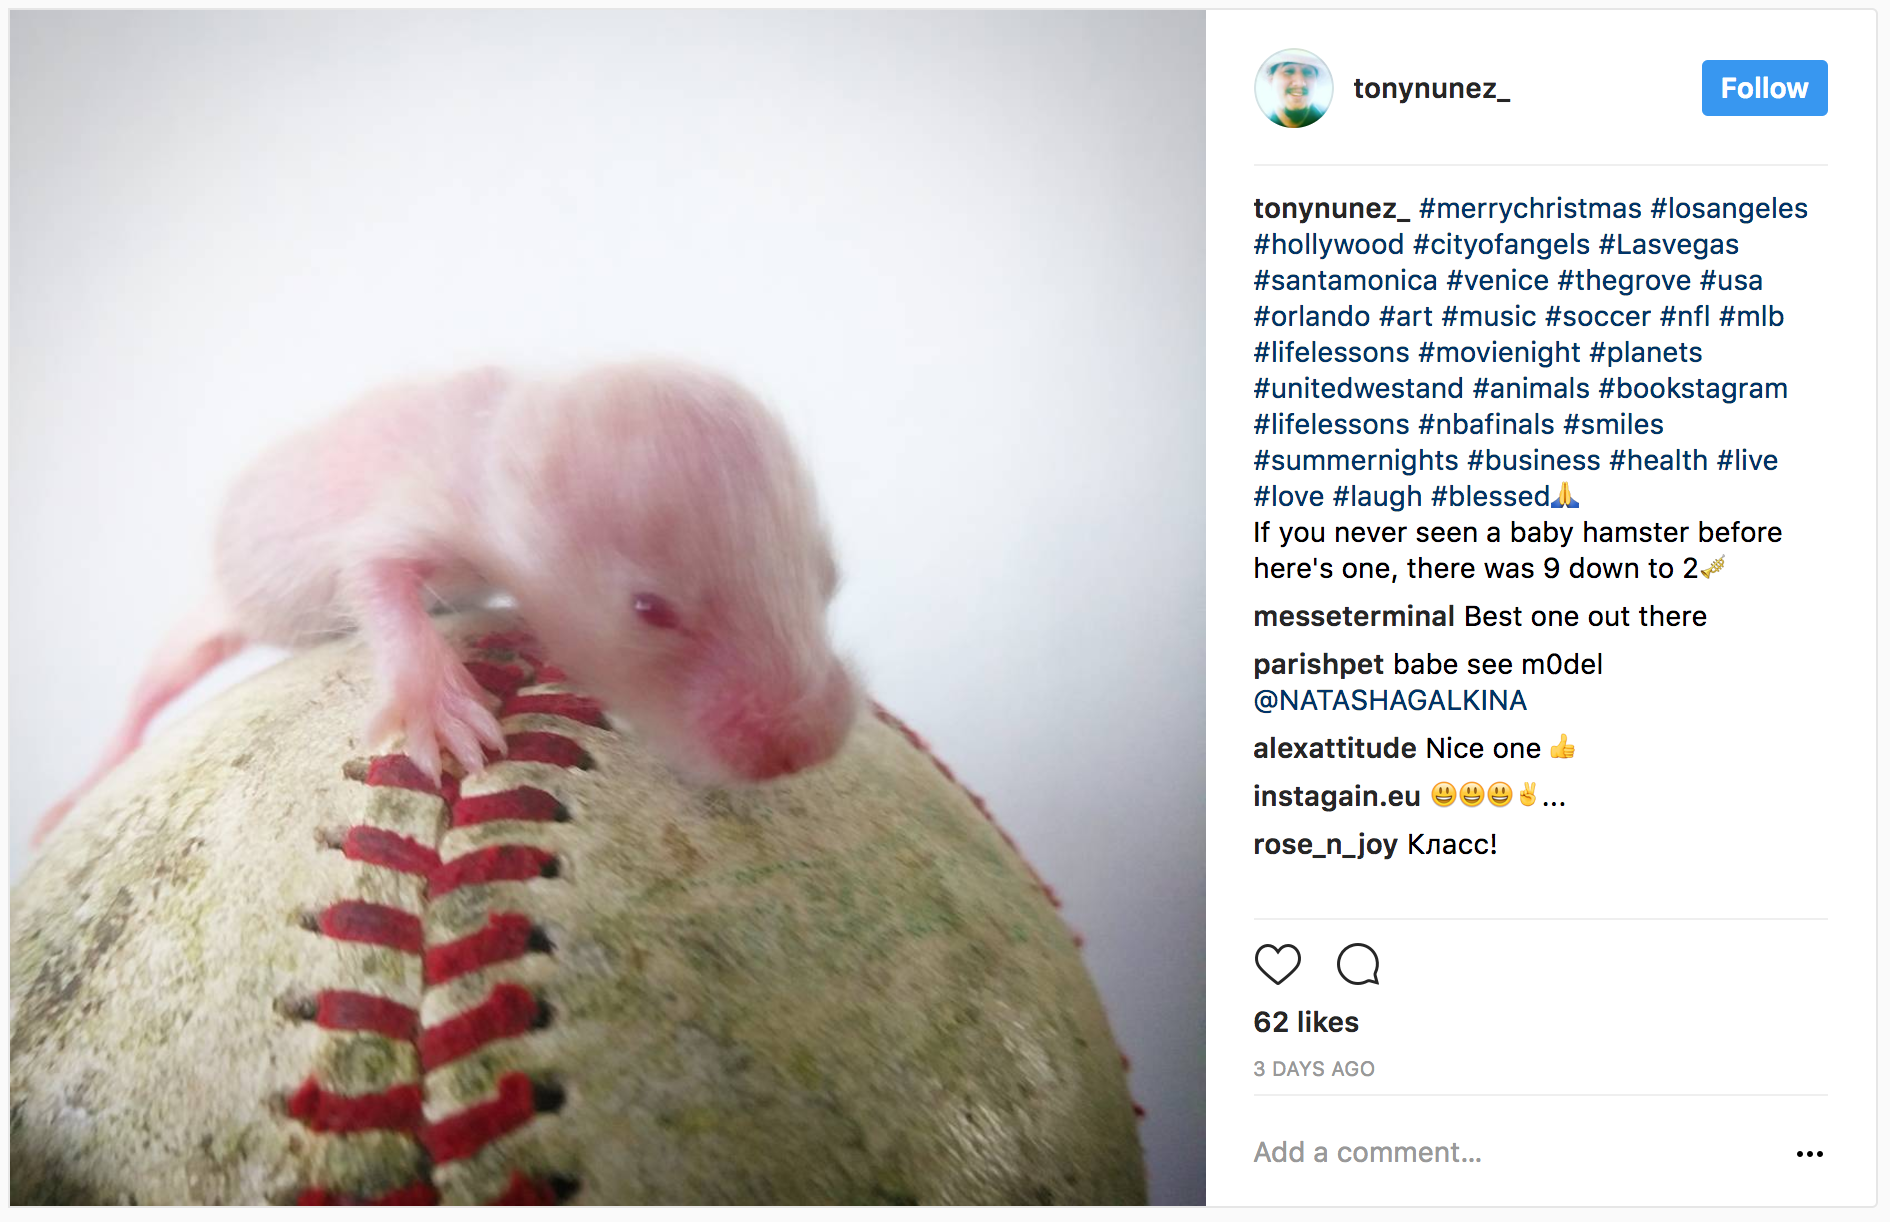 tonynunez_
Follow
tonynunez_ #merrychristmas #losangeles
#hollywood #cityofangels #Lasvegas
#santamonica #venice #thegrove #usa
#orlando #art #music #soccer #nfl #mlb
#lifelessons #movienight #planets
#unitedwestand #animals #bookstagram
#lifelessons #nbafinals #smiles
#summernights #business #health #live
#love #laugh #blessed🙏
If you never seen a baby hamster before
here's one, there was 9 down to 2🎺
messeterminal Best one out there
parishpet babe see m0del
@NATASHAGALKINA
alexattitude Nice one 👍
instagain.eu 😃😃😃✌...
rose_n_joy Класс!
62 likes
3 DAYS AGO
Add a comment...